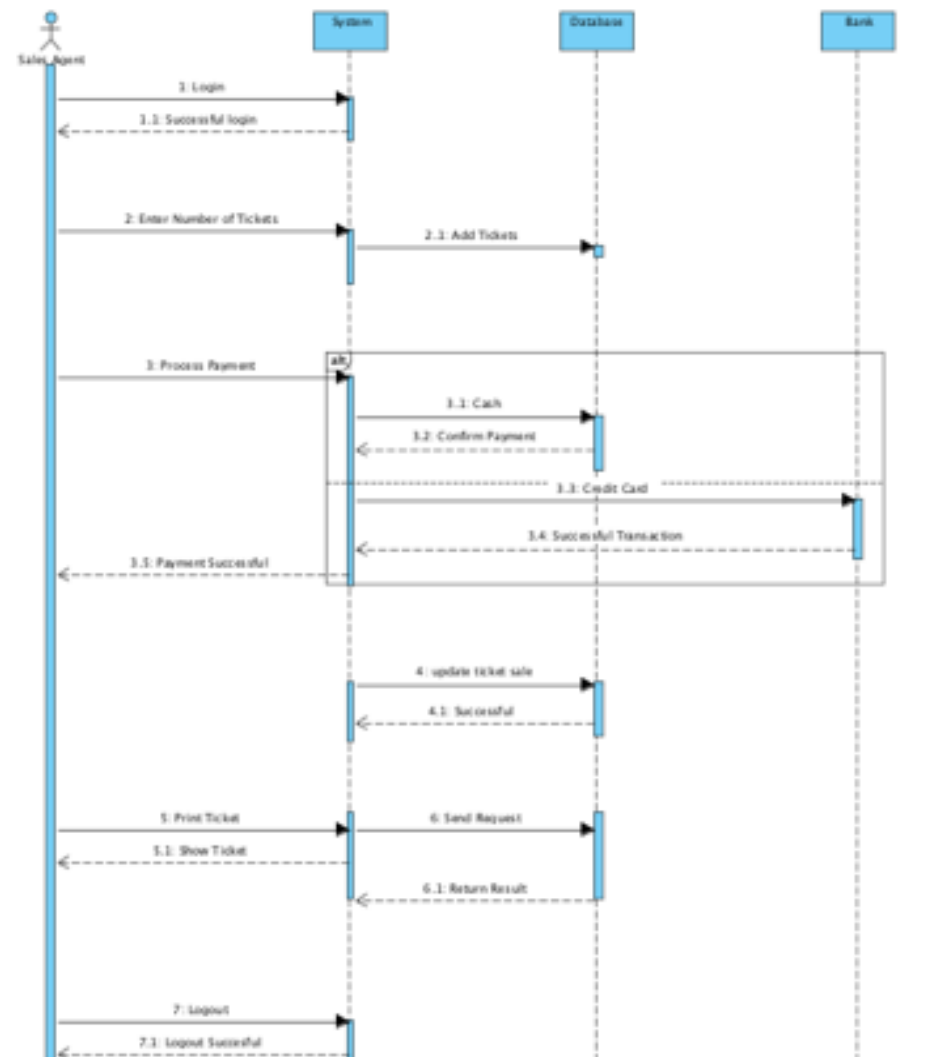 System
Database
Bank
Sales Agent
1: Login
1.1: Successful login
2: Enter Number of Tickets
2.1: Add Tickets
alt
3: Process Payment
3.1: Cash
3.2: Confirm Payment
3.3: Credit Card
3.4: Successful Transaction
3.5: Payment Successful
4: update ticket sale
4.1: Successful
5: Print Ticket
6: Send Request
5.1: Show Ticket
6.1: Return Result
7: Logout
7.1: Logout Succesful